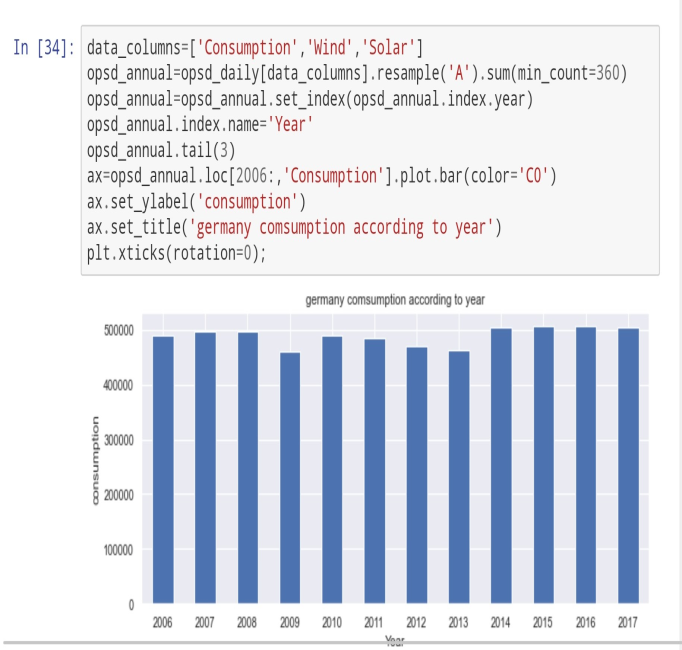 In [34]: data_columns=['Consumption','Wind','Solar']
opsd_annual=opsd_daily[data_columns].resample('A').sum(min_count=360)
opsd_annual=opsd_annual.set_index(opsd_annual.index.year)
opsd_annual.index.name='Year'
opsd_annual.tail(3)
ax=opsd_annual.loc[2006:,'Consumption'].plot.bar(color='C0')
ax.set_ylabel('consumption')
ax.set_title('germany comsumption according to year')
plt.xticks(rotation=0);
germany comsumption according to year
500000
400000
300000
200000
100000
0
consumption
2006 2007 2008 2009 2010 2011 2012 2013 2014 2015 2016 2017
Year